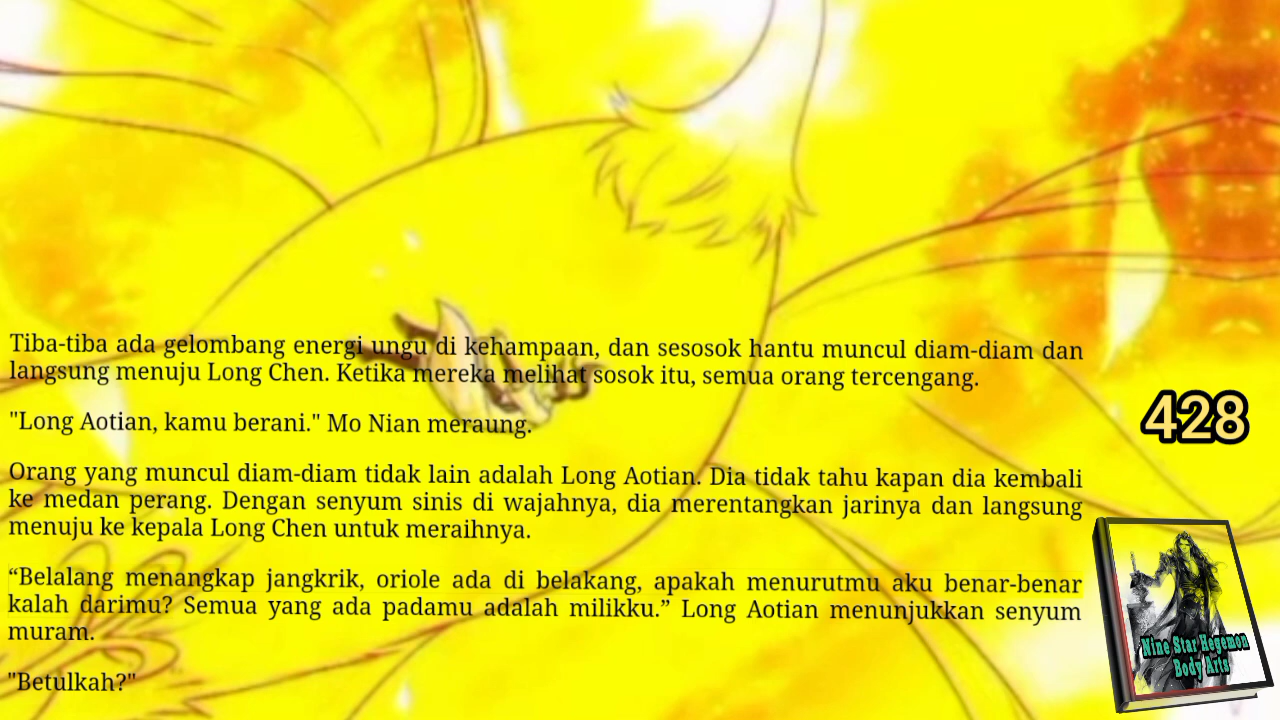 Tiba-tiba ada gelombang energi ungu di kehampaan, dan sesosok hantu muncul diam-diam dan
langsung menuju Long Chen. Ketika mereka melihat sosok itu, semua orang tercengang.
"Long Aotian, kamu berani." Mo Nian meraung.
Orang yang muncul diam-diam tidak lain adalah Long Aotian. Dia tidak tahu kapan dia kembali
ke medan perang. Dengan senyum sinis di wajahnya, dia merentangkan jarinya dan langsung
menuju ke kepala Long Chen untuk meraihnya.
“Belalang menangkap jangkrik, oriole ada di belakang, apakah menurutmu aku benar-benar
kalah darimu? Semua yang ada padamu adalah milikku.” Long Aotian menunjukkan senyum
muram.
"Betulkah?"
428
Nine Star Hegemon
Body Arts